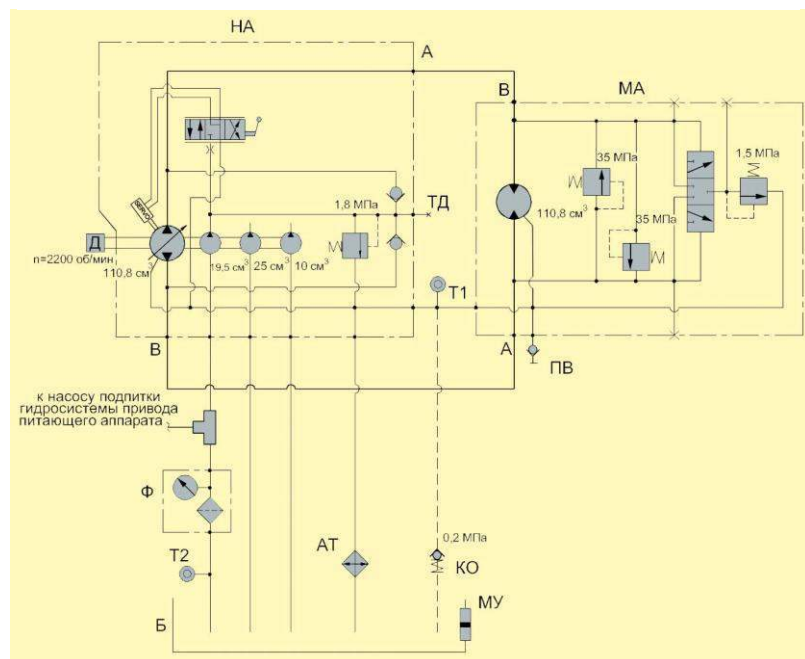 НА
А
В
МА
35 МПа
1,5 МПа
1,8 МПа
ТД
110,8 см³
35 МПа
Д
n=2200 об/мин
110,8 см³
19,5 см³
25 см³
10 см³
Т1
В
А
ПВ
к насосу подпитки
гидросистемы привода
питающего аппарата
Ф
0,2 МПа
АТ
КО
Т2
МУ
Б